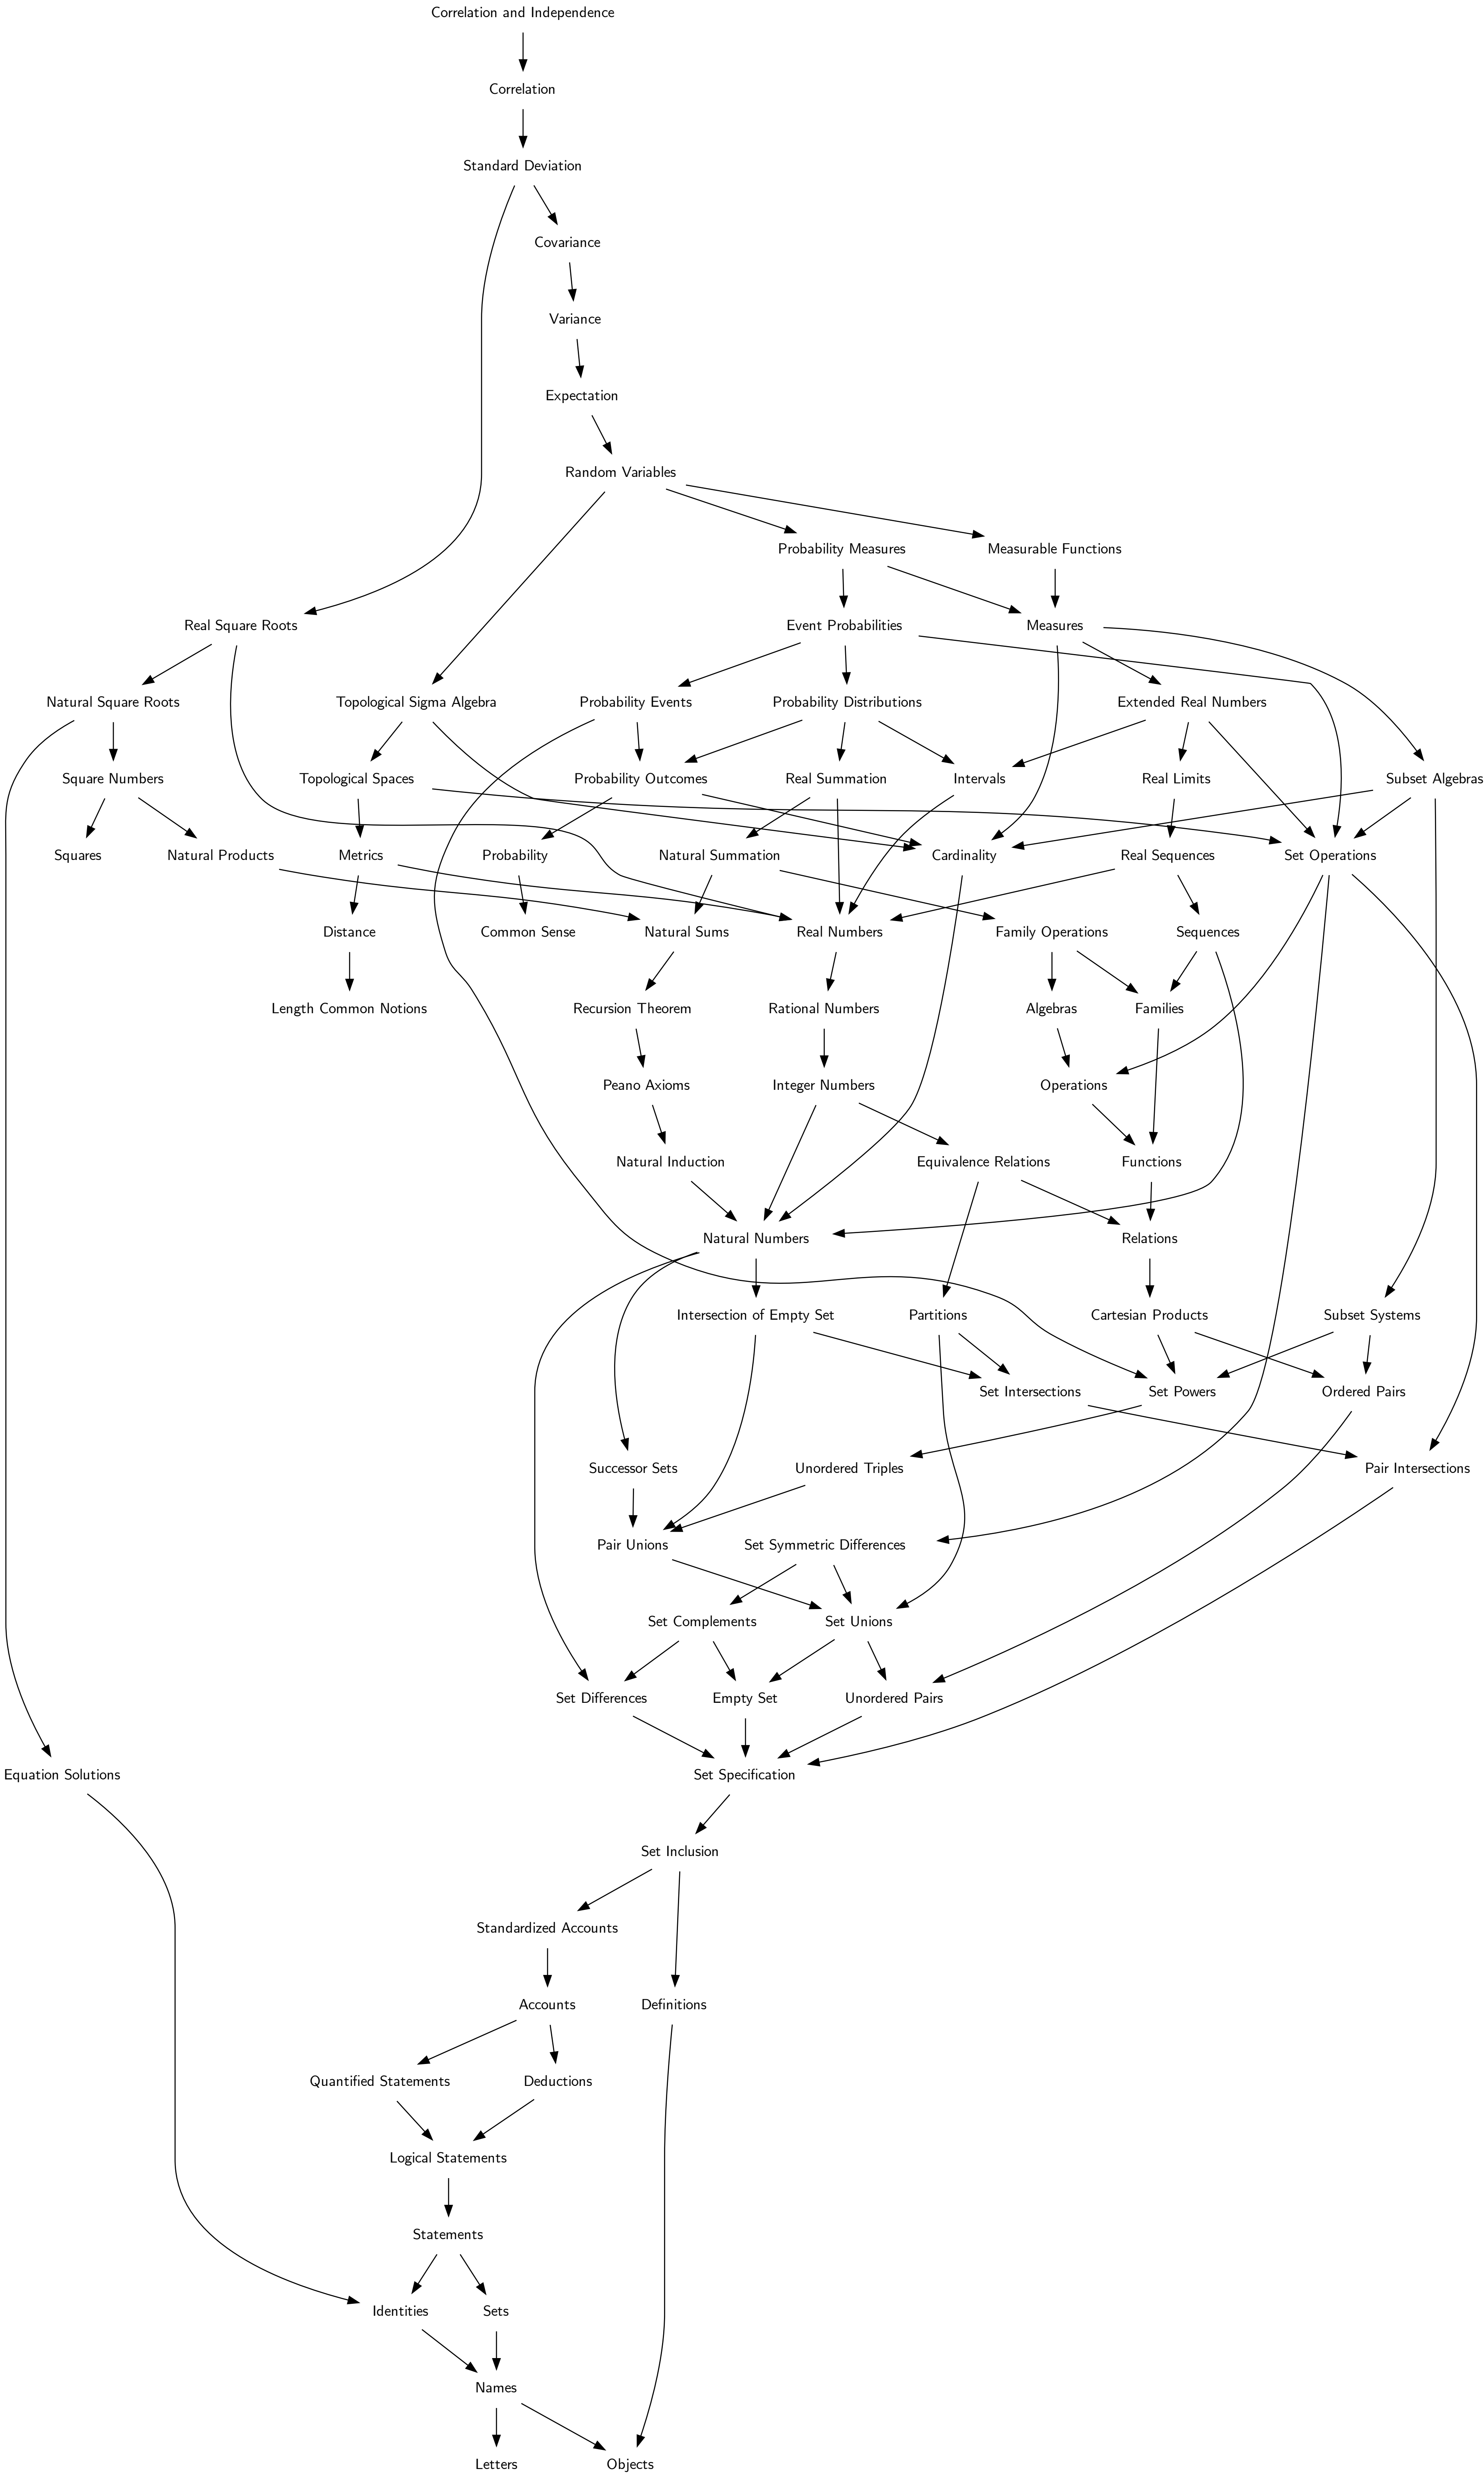 Correlation and Independence
Correlation
Standard Deviation
Covariance
Variance
Expectation
Random Variables
Probability Measures
Measurable Functions
Real Square Roots
Event Probabilities
Measures
Natural Square Roots
Topological Sigma Algebra
Probability Events
Probability Distributions
Extended Real Numbers
Square Numbers
Topological Spaces
Probability Outcomes
Real Summation
Intervals
Real Limits
Subset Algebras
Squares
Natural Products
Metrics
Probability
Natural Summation
Cardinality
Real Sequences
Set Operations
Distance
Common Sense
Natural Sums
Real Numbers
Family Operations
Sequences
Length Common Notions
Recursion Theorem
Rational Numbers
Algebras
Families
Peano Axioms
Integer Numbers
Operations
Natural Induction
Equivalence Relations
Functions
Natural Numbers
Relations
Intersection of Empty Set
Partitions
Cartesian Products
Subset Systems
Set Intersections
Set Powers
Ordered Pairs
Successor Sets
Unordered Triples
Pair Intersections
Pair Unions
Set Symmetric Differences
Set Complements
Set Unions
Set Differences
Empty Set
Unordered Pairs
Equation Solutions
Set Specification
Set Inclusion
Standardized Accounts
Accounts
Definitions
Quantified Statements
Deductions
Logical Statements
Statements
Identities
Sets
Names
Letters
Objects